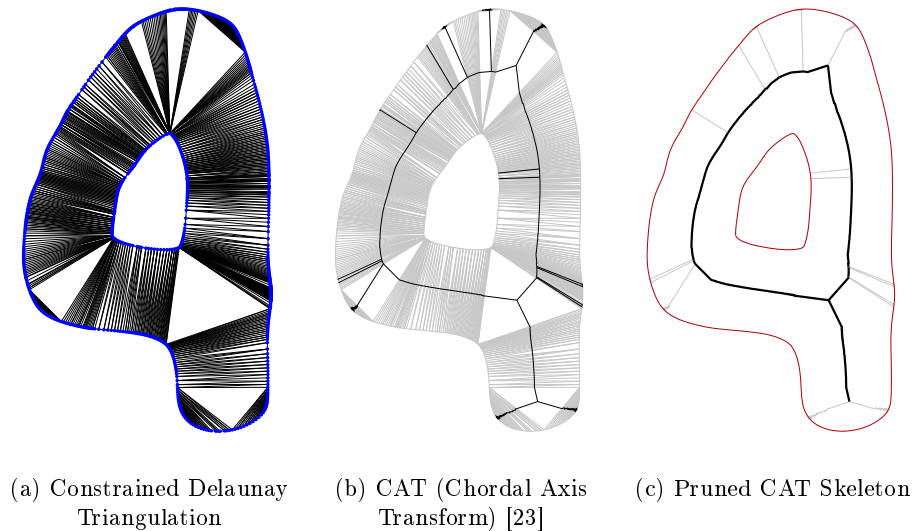 (a) Constrained Delaunay
Triangulation
(b) CAT (Chordal Axis
Transform) [23]
(c) Pruned CAT Skeleton